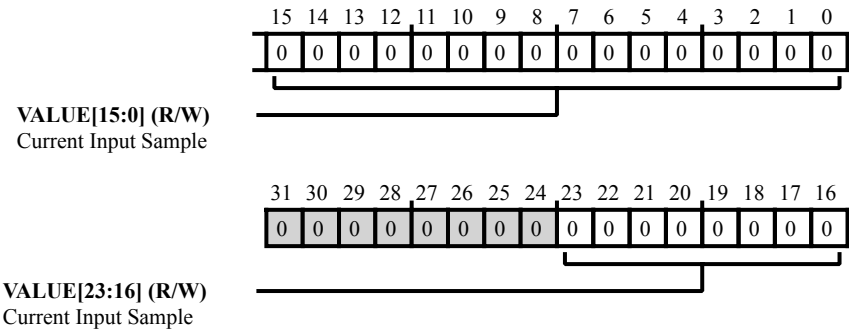 15 14 13 12 11 10 9 8 7 6 5 4 3 2 1 0
0 0 0 0 0 0 0 0 0 0 0 0 0 0 0 0
VALUE[15:0] (R/W)
Current Input Sample
31 30 29 28 27 26 25 24 23 22 21 20 19 18 17 16
0 0 0 0 0 0 0 0 0 0 0 0 0 0 0 0
VALUE[23:16] (R/W)
Current Input Sample